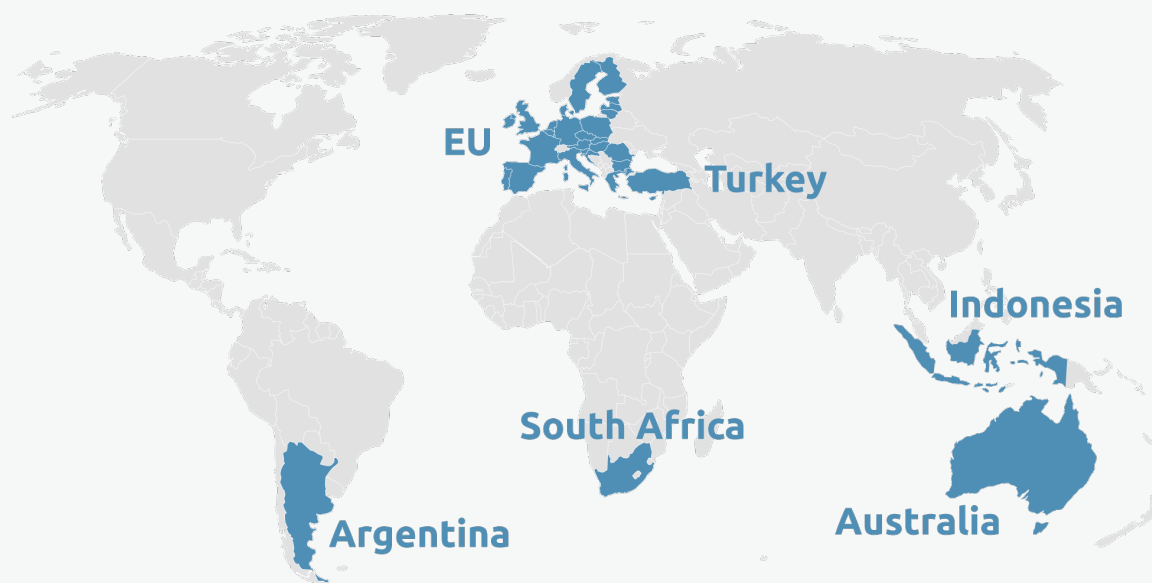 EU
Turkey
Indonesia
South Africa
Australia
Argentina